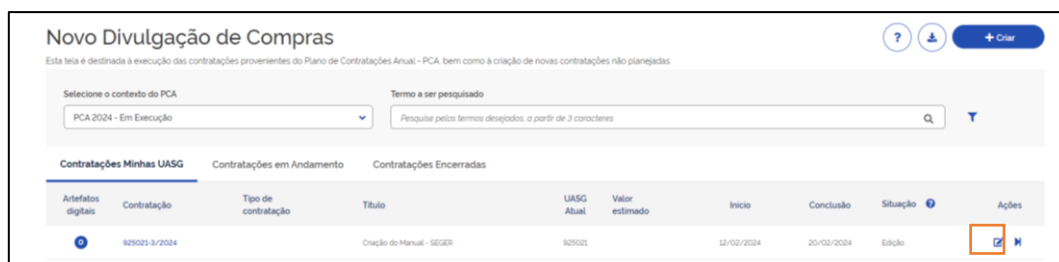 Novo Divulgação de Compras
? + Criar
Esta tela é destinada à execução das contratações provenientes do Plano de Contratações Anual - PCA, bem como à criação de novas contratações não planejadas
Selecione o contexto do PCA Termo a ser pesquisado
PCA 2024 - Em Execução Pesquise pelos termos desejados, a partir de 3 caracteres
Contratações Minhas UASG Contratações em Andamento Contratações Encerradas
Artefatos digitais Contratação Tipo de contratação Título UASG Atual Valor estimado Início Conclusão Situação ? Ações
0 925021-3/2024 Criação do Manual - SEGER 925021 12/02/2024 20/02/2024 Edição